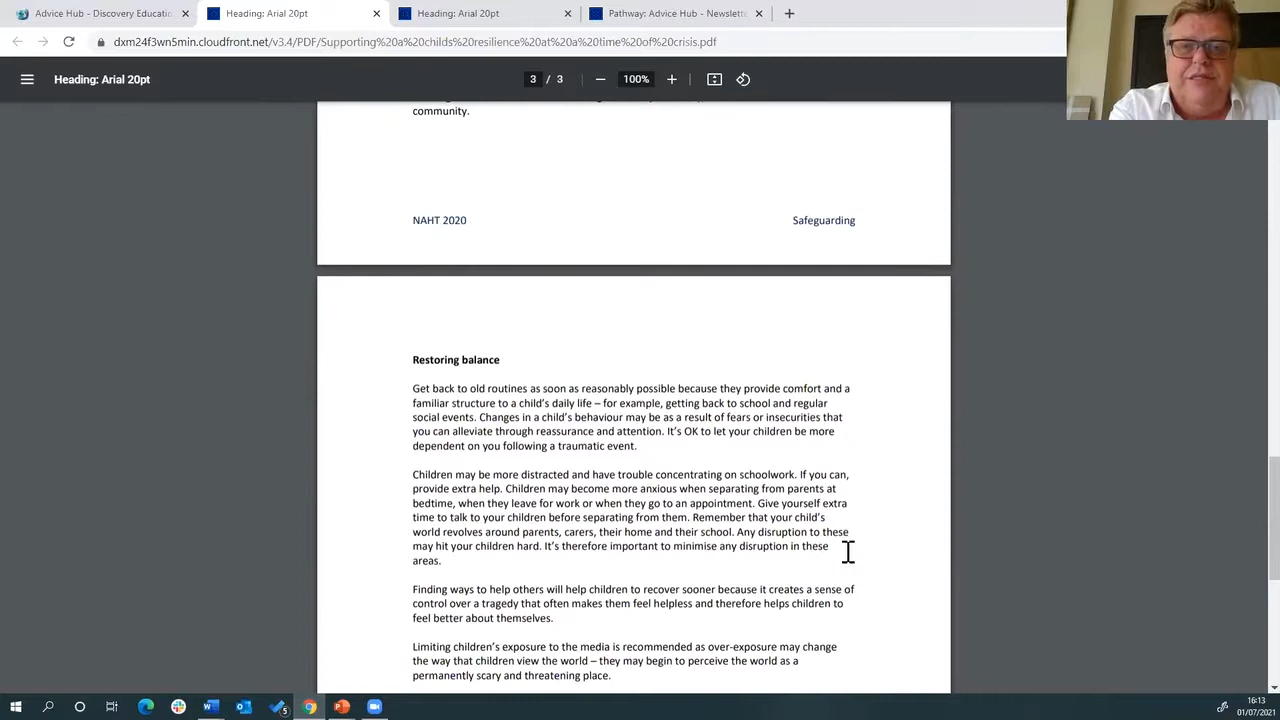 Advice Hub - Discovery Educatio
Heading: Arial 20pt
Heading: Arial 20pt
Pathway: Advice Hub - Newslette
dxm24f3wn5min.cloudfront.net/v3.4/PDF/Supporting%20a%20childs%20resilience%20at%20a%20time%20of%20crisis.pdf
Heading: Arial 20pt
3 / 3
100%
community.
NAHT 2020
Safeguarding
Restoring balance
Get back to old routines as soon as reasonably possible because they provide comfort and a
familiar structure to a child's daily life – for example, getting back to school and regular
social events. Changes in a child's behaviour may be as a result of fears or insecurities that
you can alleviate through reassurance and attention. It's OK to let your children be more
dependent on you following a traumatic event.
Children may be more distracted and have trouble concentrating on schoolwork. If you can,
provide extra help. Children may become more anxious when separating from parents at
bedtime, when they leave for work or when they go to an appointment. Give yourself extra
time to talk to your children before separating from them. Remember that your child's
world revolves around parents, carers, their home and their school. Any disruption to these
may hit your children hard. It's therefore important to minimise any disruption in these
areas.
Finding ways to help others will help children to recover sooner because it creates a sense of
control over a tragedy that often makes them feel helpless and therefore helps children to
feel better about themselves.
Limiting children's exposure to the media is recommended as over-exposure may change
the way that children view the world – they may begin to perceive the world as a
permanently scary and threatening place.
16:13
01/07/2021